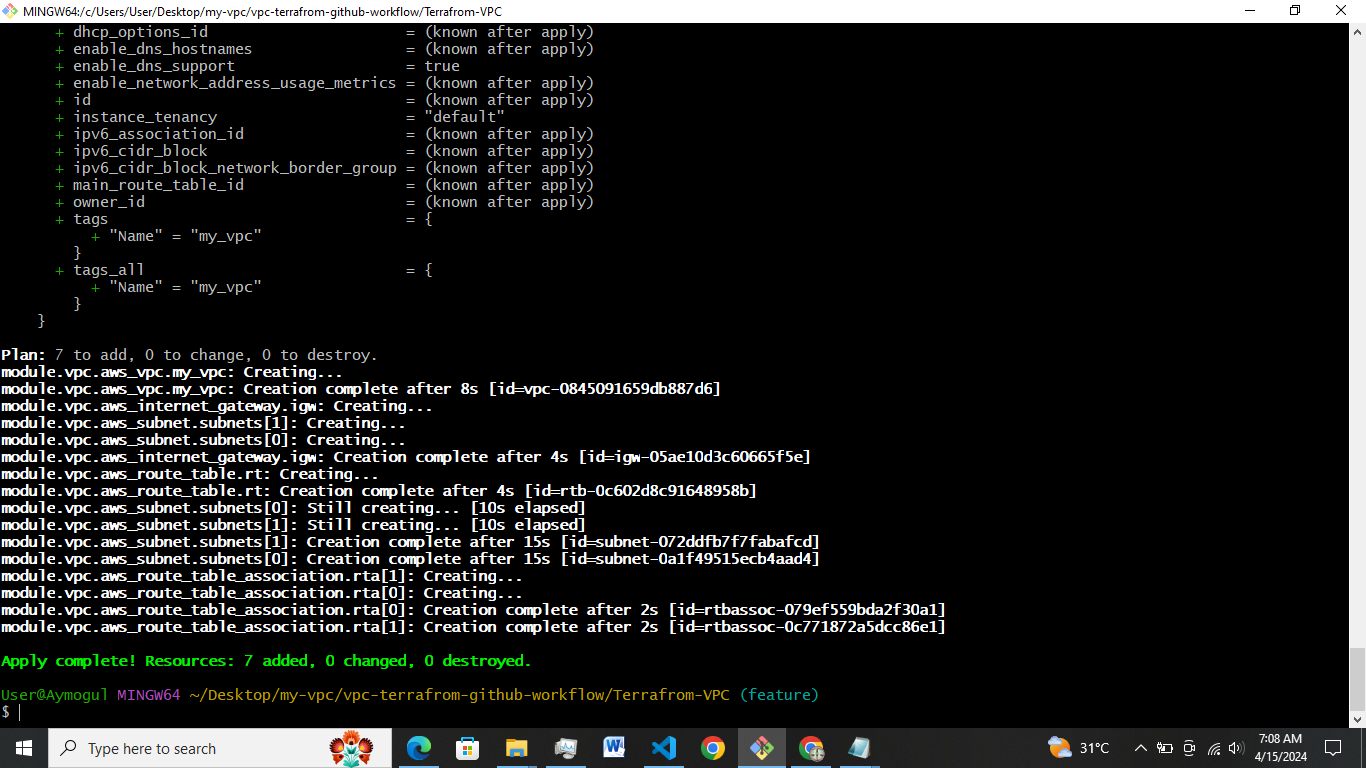 MINGW64:/c/Users/User/Desktop/my-vpc/vpc-terrafrom-github-workflow/Terrafrom-VPC
+ dhcp_options_id = (known after apply)
+ enable_dns_hostnames = (known after apply)
+ enable_dns_support = true
+ enable_network_address_usage_metrics = (known after apply)
+ id = (known after apply)
+ instance_tenancy = "default"
+ ipv6_association_id = (known after apply)
+ ipv6_cidr_block = (known after apply)
+ ipv6_cidr_block_network_border_group = (known after apply)
+ main_route_table_id = (known after apply)
+ owner_id = (known after apply)
+ tags = {
+ "Name" = "my_vpc"
}
+ tags_all = {
+ "Name" = "my_vpc"
}
}
Plan: 7 to add, 0 to change, 0 to destroy.
module.vpc.aws_vpc.my_vpc: Creating...
module.vpc.aws_vpc.my_vpc: Creation complete after 8s [id=vpc-0845091659db887d6]
module.vpc.aws_internet_gateway.igw: Creating...
module.vpc.aws_subnet.subnets[1]: Creating...
module.vpc.aws_subnet.subnets[0]: Creating...
module.vpc.aws_internet_gateway.igw: Creation complete after 4s [id=igw-05ae10d3c60665f5e]
module.vpc.aws_route_table.rt: Creating...
module.vpc.aws_route_table.rt: Creation complete after 4s [id=rtb-0c602d8c91648958b]
module.vpc.aws_subnet.subnets[0]: Still creating... [10s elapsed]
module.vpc.aws_subnet.subnets[1]: Still creating... [10s elapsed]
module.vpc.aws_subnet.subnets[1]: Creation complete after 15s [id=subnet-072ddfb7f7fabafcd]
module.vpc.aws_subnet.subnets[0]: Creation complete after 15s [id=subnet-0a1f49515ecb4aad4]
module.vpc.aws_route_table_association.rta[1]: Creating...
module.vpc.aws_route_table_association.rta[0]: Creating...
module.vpc.aws_route_table_association.rta[0]: Creation complete after 2s [id=rtbassoc-079ef559bda2f30a1]
module.vpc.aws_route_table_association.rta[1]: Creation complete after 2s [id=rtbassoc-0c771872a5dcc86e1]
Apply complete! Resources: 7 added, 0 changed, 0 destroyed.
User@Aymogul MINGW64 ~/Desktop/my-vpc/vpc-terrafrom-github-workflow/Terrafrom-VPC (feature)
$
Type here to search
31°C
7:08 AM
4/15/2024